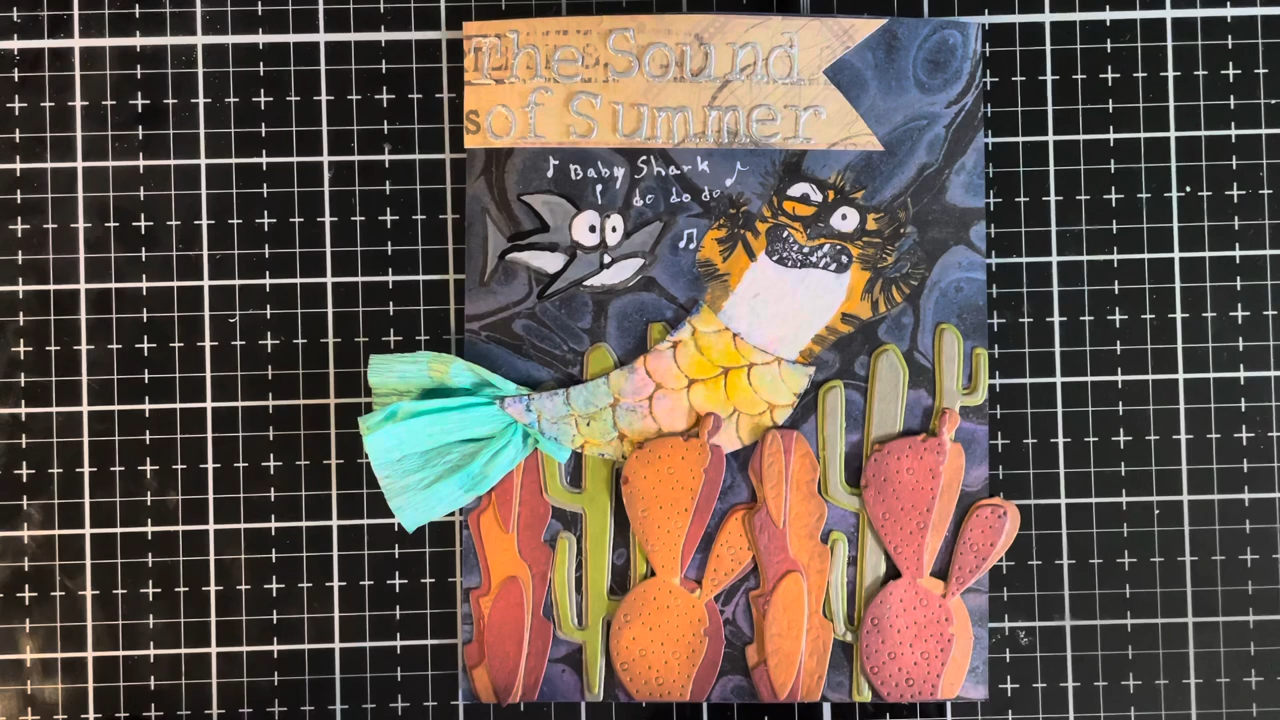 The Sound
s of Summer
♪ Baby Shark ♪
do do do
♫